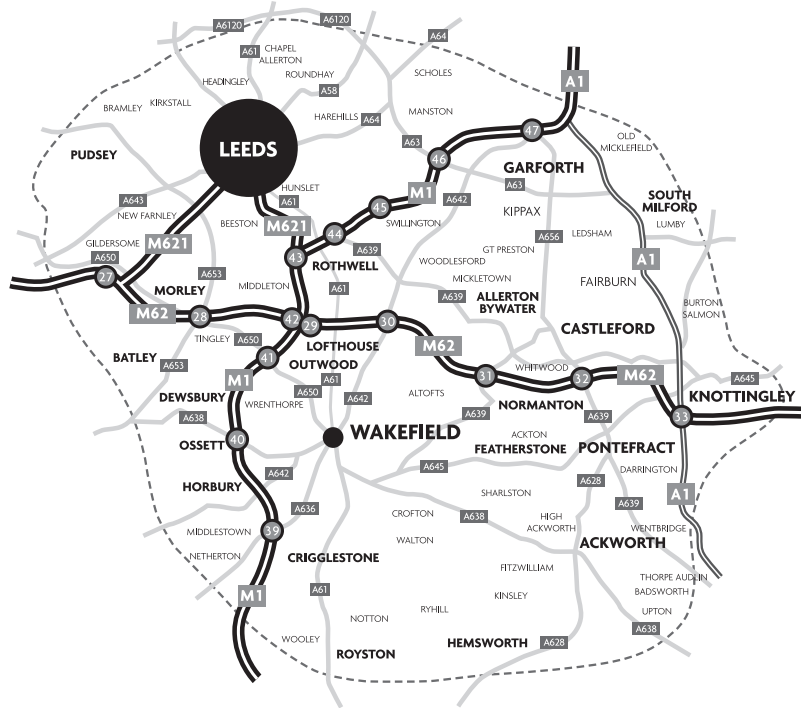 A6120
A6120
A64
A61
CHAPEL
ALLERTON
ROUNDHAY
SCHOLES
HEADINGLEY
A58
A1
BRAMLEY
KIRKSTALL
HAREHILLS
A64
MANSTON
LEEDS
A63
46
47
OLD
MICKLEFIELD
PUDSEY
GARFORTH
HUNSLET
A61
M1
A63
A642
SOUTH
MILFORD
LUMBY
A643
NEW FARNLEY
BEESTON
M621
45
SWILLINGTON
KIPPAX
GILDERSOME
M621
44
A639
GT PRESTON
A656
LEDSHAM
A650
43
ROTHWELL
WOODLESFORD
A1
27
A653
MIDDLETON
A61
MICKLETOWN
FAIRBURN
MORLEY
A639
ALLERTON
BYWATER
BURTON
SALMON
M62
28
42
29
30
CASTLEFORD
TINGLEY
A650
LOFTHOUSE
M62
BATLEY
A653
41
OUTWOOD
WHITWOOD
M1
A61
31
32
M62
A645
DEWSBURY
WRENTHORPE
A650
A642
ALTOFTS
NORMANTON
KNOTTINGLEY
A638
A639
A639
33
OSSETT
40
WAKEFIELD
ACKTON
FEATHERSTONE
PONTEFRACT
HORBURY
A642
A645
DARRINGTON
A628
A1
SHARLSTON
A639
A636
CROFTON
A638
HIGH
ACKWORTH
WENTBRIDGE
MIDDLESTOWN
39
WALTON
ACKWORTH
NETHERTON
CRIGGLESTONE
FITZWILLIAM
THORPE AUDLIN
M1
A61
KINSLEY
BADSWORTH
NOTTON
RYHILL
UPTON
A638
WOOLEY
ROYSTON
HEMSWORTH
A628